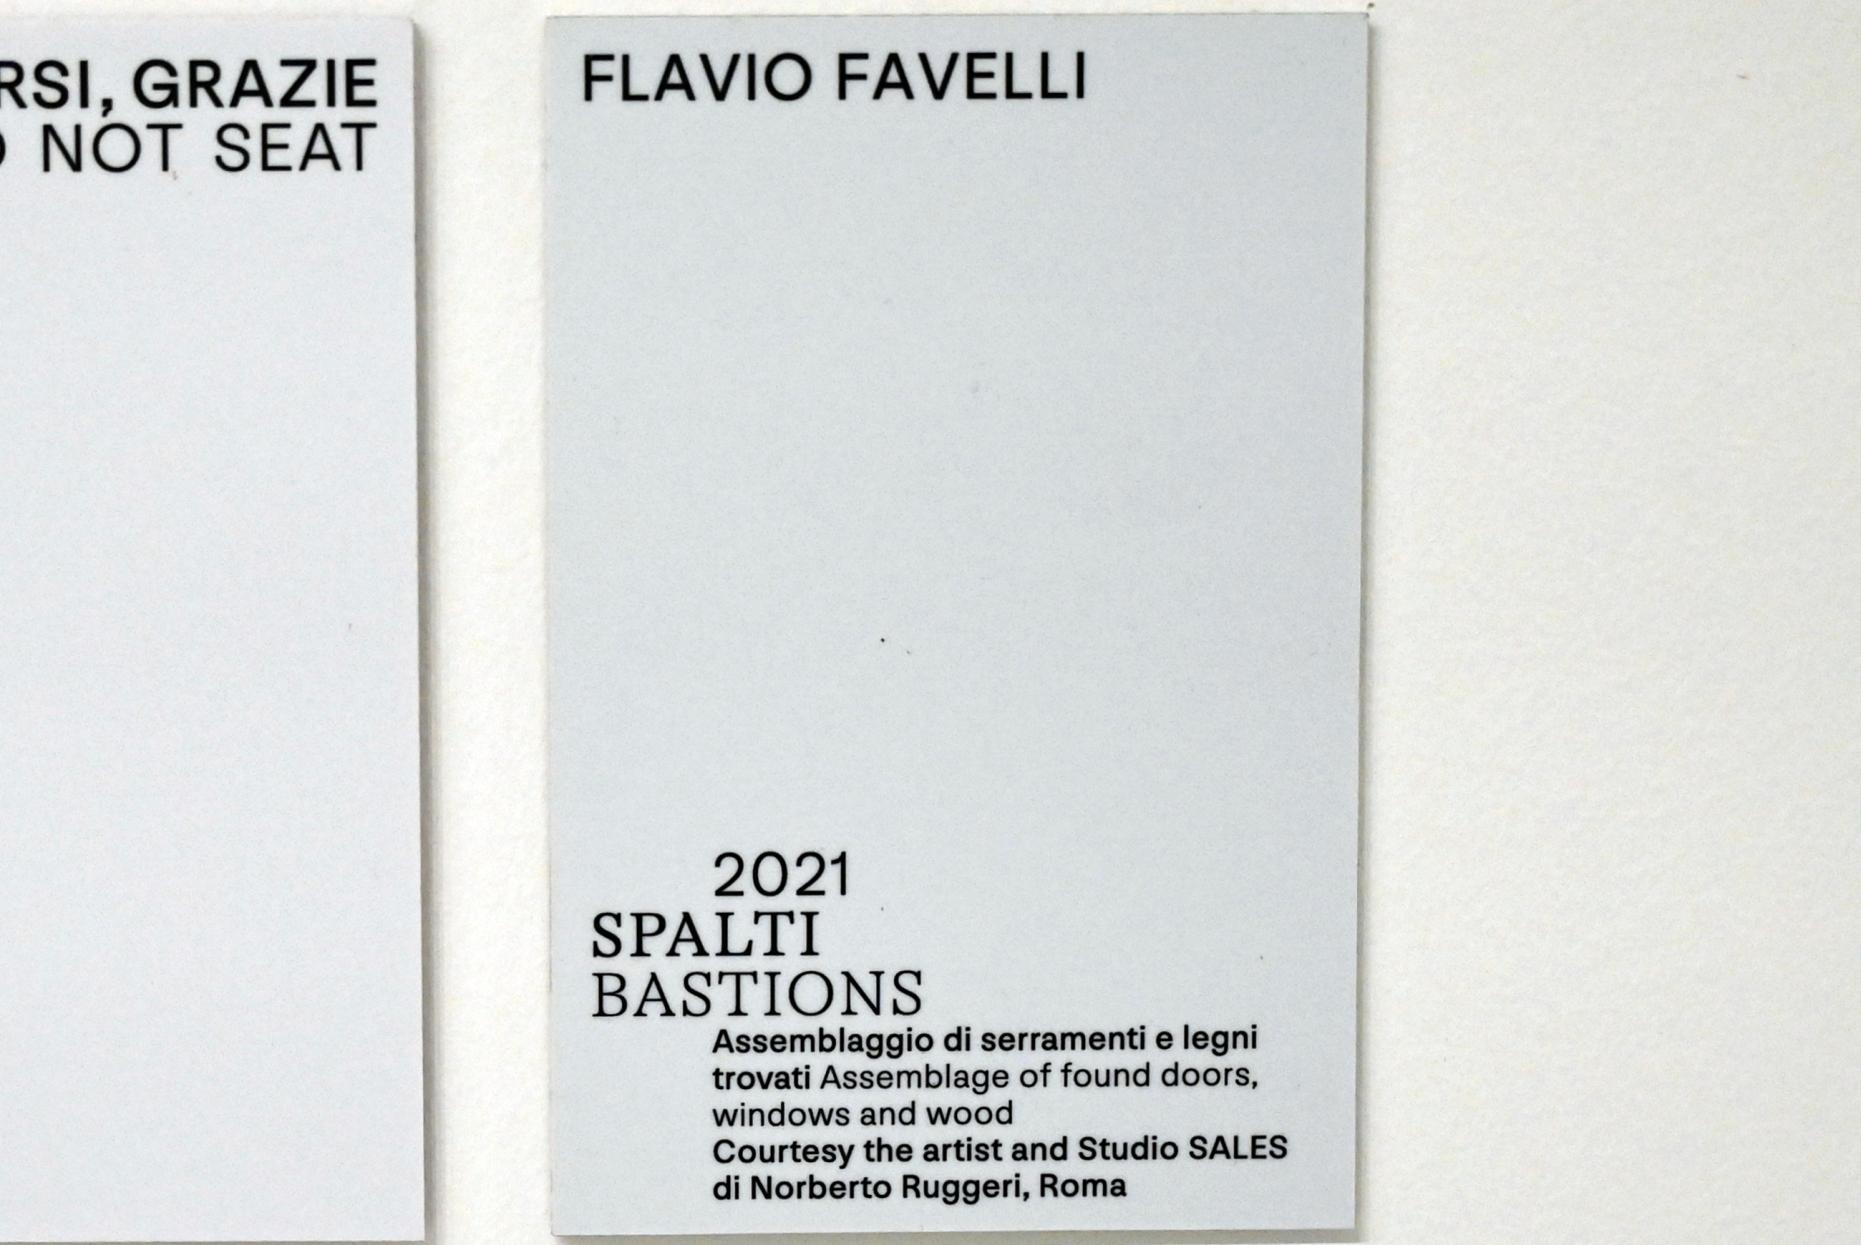 GRAZIE
NOT SEAT
FLAVIO FAVELLI
2021
SPALTI
BASTIONS
Assemblaggio di serramenti e legni
trovati Assemblage of found doors,
windows and wood
Courtesy the artist and Studio SALES
di Norberto Ruggeri, Roma